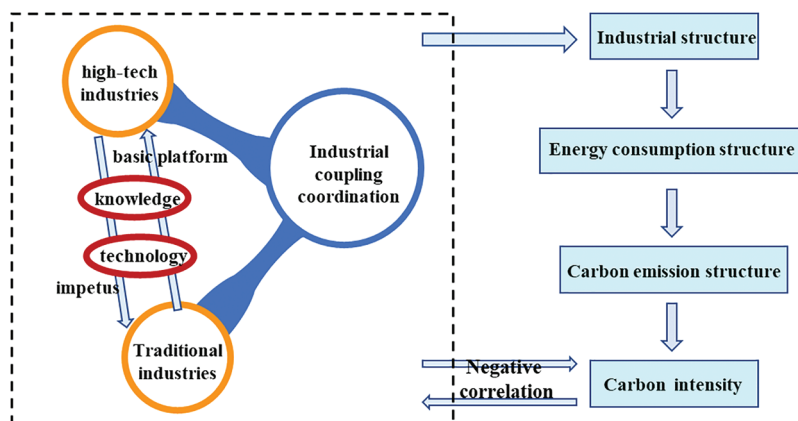 high-tech
industries
basic platform
knowledge
technology
impetus
Traditional
industries
Industrial
coupling
coordination
Industrial structure
Energy consumption structure
Carbon emission structure
Carbon intensity
Negative
correlation